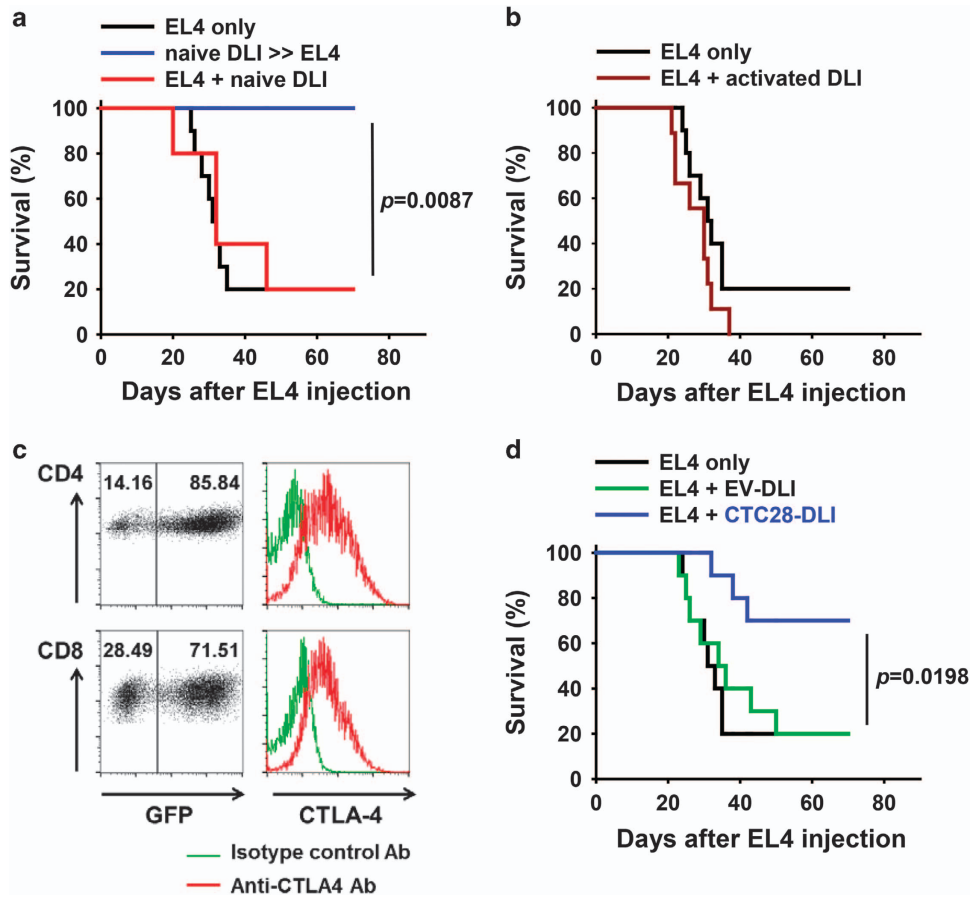 a
EL4 only
naive DLI >> EL4
EL4 + naive DLI
100
80
60
40
20
0
Survival (%)
p=0.0087
0 20 40 60 80
Days after EL4 injection
b
EL4 only
EL4 + activated DLI
100
80
60
40
20
0
Survival (%)
0 20 40 60 80
Days after EL4 injection
c
CD4
14.16 85.84
CD8
28.49 71.51
GFP
CTLA-4
Isotype control Ab
Anti-CTLA4 Ab
d
EL4 only
EL4 + EV-DLI
EL4 + CTC28-DLI
100
80
60
40
20
0
Survival (%)
p=0.0198
0 20 40 60 80
Days after EL4 injection